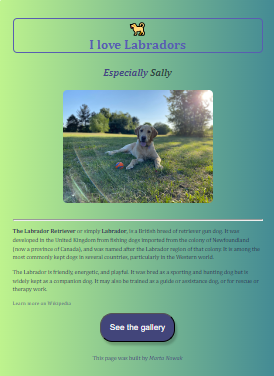 I love Labradors
Especially Sally
The Labrador Retriever or simply Labrador, is a British breed of retriever gun dog. It was
developed in the United Kingdom from fishing dogs imported from the colony of Newfoundland
(now a province of Canada), and was named after the Labrador region of that colony. It is among the
most commonly kept dogs in several countries, particularly in the Western world.
The Labrador is friendly, energetic, and playful. It was bred as a sporting and hunting dog but is
widely kept as a companion dog. It may also be trained as a guide or assistance dog, or for rescue or
therapy work.
Learn more on Wikipedia
See the gallery
This page was built by Marta Nowak